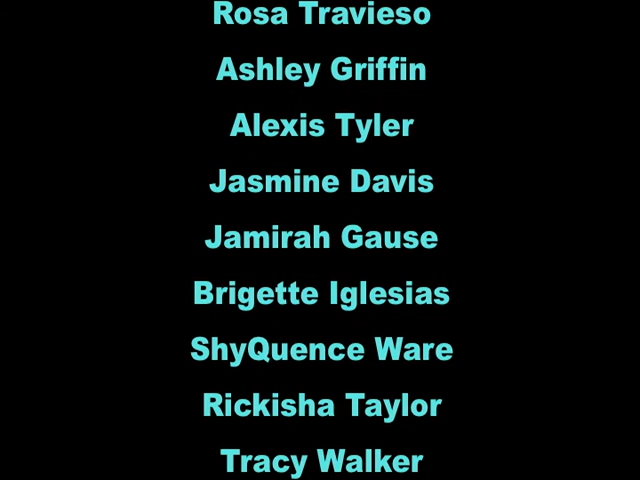 Rosa Travieso
Ashley Griffin
Alexis Tyler
Jasmine Davis
Jamirah Gause
Brigette Iglesias
ShyQuence Ware
Rickisha Taylor
Tracy Walker